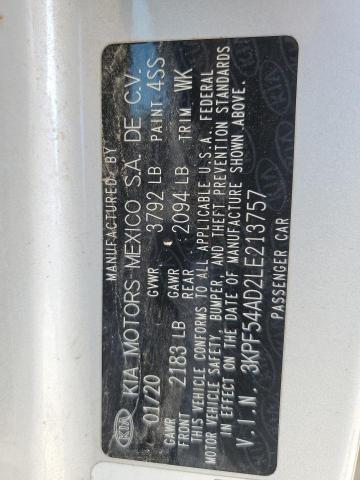 MANUFACTURED BY
KIA KIA MOTORS MEXICO S.A. DE C.V.
01/20 GVWR 3792 LB PAINT 4SS
GAWR FRONT 2183 LB GAWR REAR 2094 LB TRIM WK
THIS VEHICLE CONFORMS TO ALL APPLICABLE U.S.A. FEDERAL
MOTOR VEHICLE SAFETY, BUMPER, AND THEFT PREVENTION STANDARDS
IN EFFECT ON THE DATE OF MANUFACTURE SHOWN ABOVE.
V.I.N. 3KPF54AD2LE213757
PASSENGER CAR